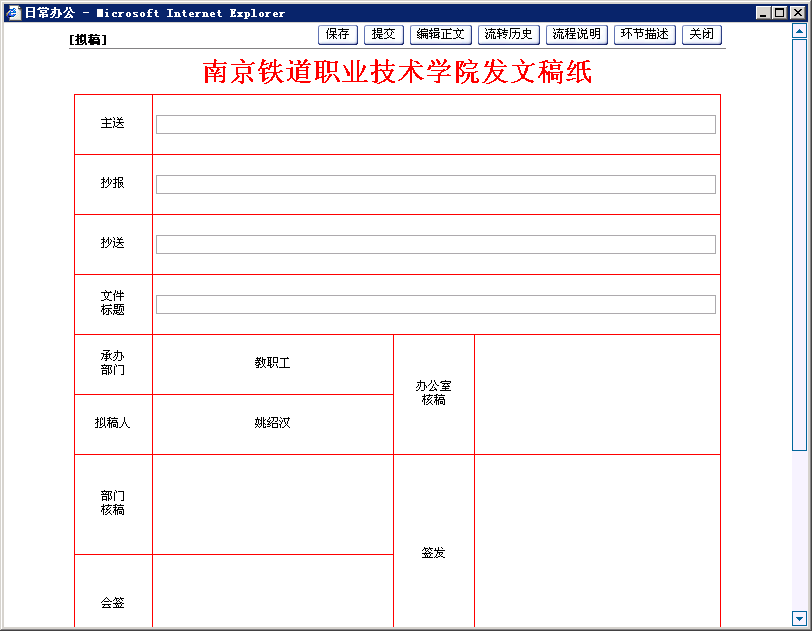 日常办公 - Microsoft Internet Explorer
[拟稿]
保存 提交 编辑正文 流转历史 流程说明 环节描述 关闭
南京铁道职业技术学院发文稿纸
主送
抄报
抄送
文件
标题
承办
部门
教职工
办公室
核稿
拟稿人
姚绍汉
部门
核稿
签发
会签